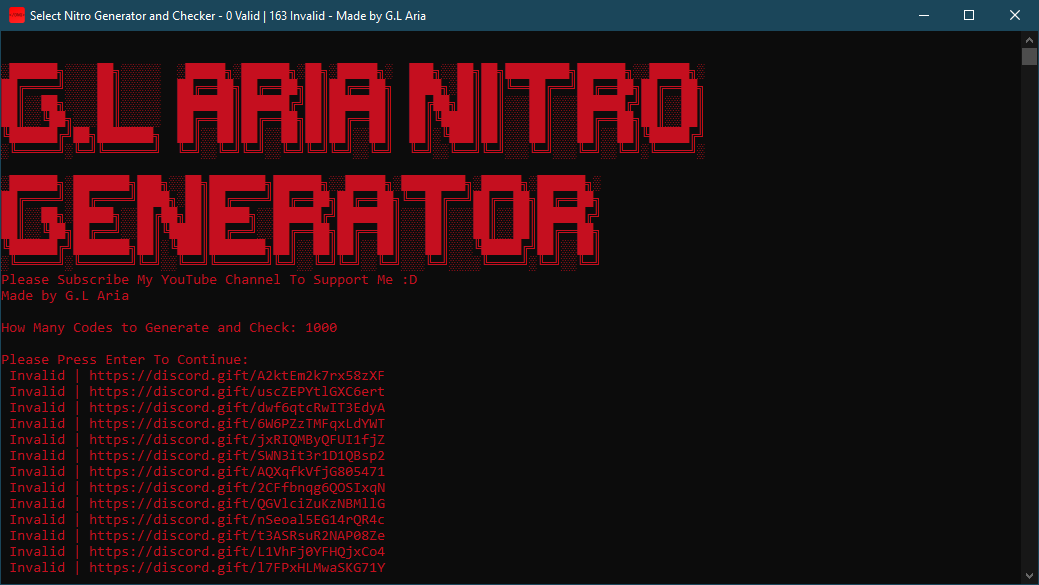 Select Nitro Generator and Checker - 0 Valid | 163 Invalid - Made by G.L Aria
G.L ARIA NITRO
GENERATOR
Please Subscribe My YouTube Channel To Support Me :D
Made by G.L Aria
How Many Codes to Generate and Check: 1000
Please Press Enter To Continue:
Invalid | https://discord.gift/A2ktEm2k7rx58zXF
Invalid | https://discord.gift/uscZEPYtlGXC6ert
Invalid | https://discord.gift/dwf6qtcRwIT3EdyA
Invalid | https://discord.gift/6W6PZzTMFqxLdYWT
Invalid | https://discord.gift/jxRIQMByQFUI1fjZ
Invalid | https://discord.gift/SWN3it3r1D1QBsp2
Invalid | https://discord.gift/AQXqfkVfjG805471
Invalid | https://discord.gift/2CFfbnqg6QOSIxqN
Invalid | https://discord.gift/QGVlciZuKzNBMllG
Invalid | https://discord.gift/nSeoal5EG14rQR4c
Invalid | https://discord.gift/t3ASRsuR2NAP08Ze
Invalid | https://discord.gift/L1VhFj0YFHQjxCo4
Invalid | https://discord.gift/l7FPxHLMwaSKG71Y